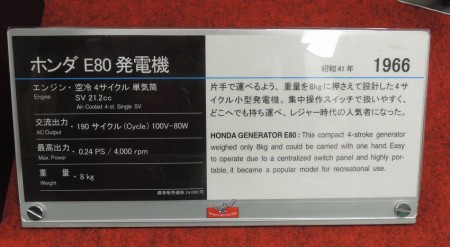 ホンダ E80 発電機
エンジン・空冷 4サイクル 単気筒
Engine
SV 21.2cc
Air-Cooled 4-st. Single SV
交流出力・190 サイクル (Cycle) 100V-80W
AC Output
最高出力・0.24 PS / 4,000 rpm
Max. Power
重 量・8 kg
Weight
昭和41年 1966
片手で運べるよう、重量を8kgに押さえて設計した4サ
イクル小型発電機。集中操作スイッチで扱いやすく、
どこへでも持ち運べ、レジャー時代の人気者になった。
HONDA GENERATOR E80 : This compact 4-stroke generator
weighed only 8kg and could be carried with one hand. Easy
to operate due to a centralized switch panel and highly por-
table, it became a popular model for recreational use.